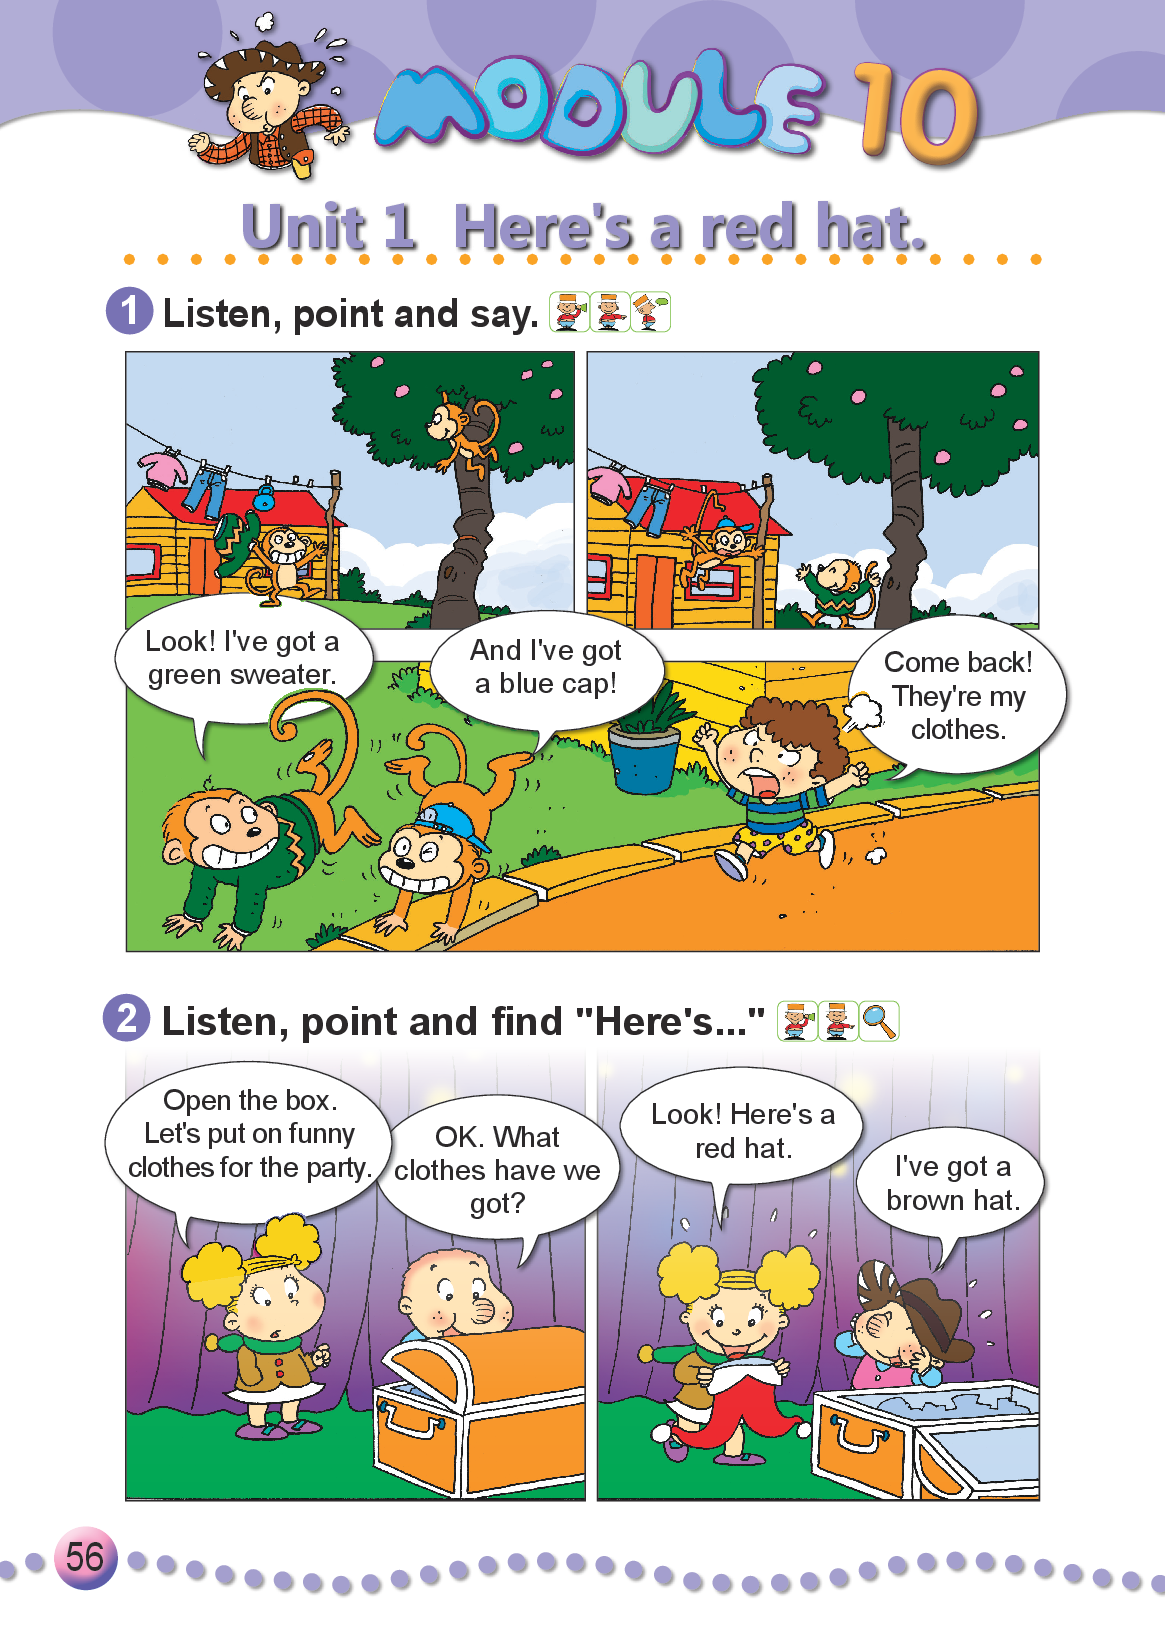 MODULE 10
Unit 1 Here's a red hat.
1 Listen, point and say.
Look! I've got a
green sweater.
And I've got
a blue cap!
Come back!
They're my
clothes.
2 Listen, point and find "Here's..."
Open the box.
Let's put on funny
clothes for the party.
OK. What
clothes have we
got?
Look! Here's a
red hat.
I've got a
brown hat.
56